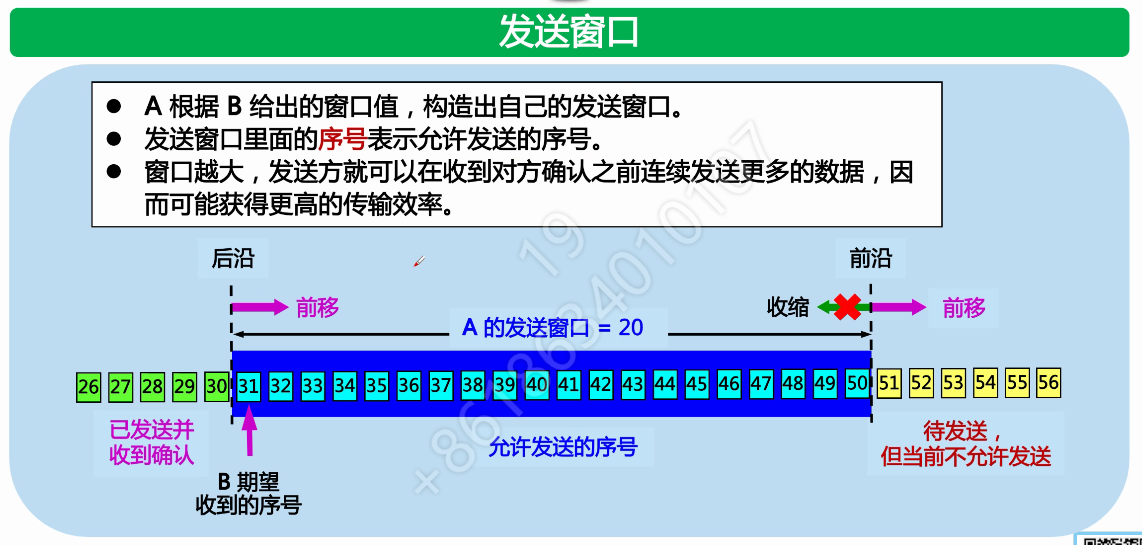 发送窗口
● A 根据 B 给出的窗口值，构造出自己的发送窗口。
● 发送窗口里面的序号表示允许发送的序号。
● 窗口越大，发送方就可以在收到对方确认之前连续发送更多的数据，因
而可能获得更高的传输效率。
后沿
前沿
前移
收缩
前移
A 的发送窗口 = 20
26 27 28 29 30 31 32 33 34 35 36 37 38 39 40 41 42 43 44 45 46 47 48 49 50 51 52 53 54 55 56
已发送并
收到确认
允许发送的序号
待发送，
但当前不允许发送
B 期望
收到的序号
19
+8618634010107